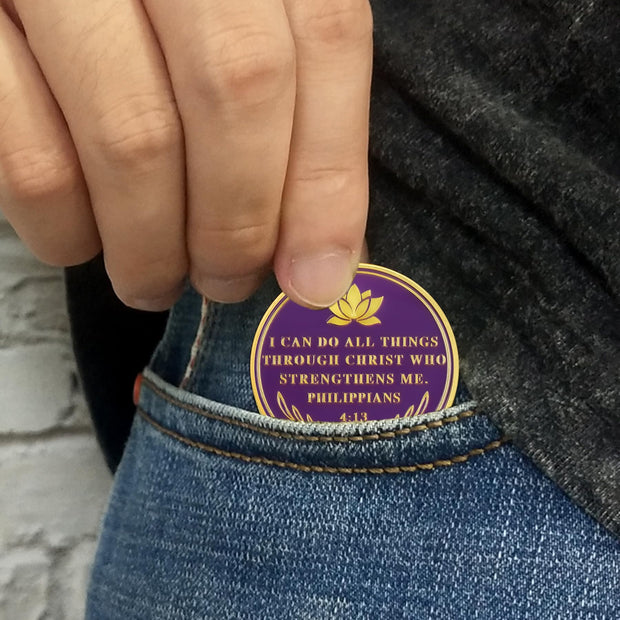 I CAN DO ALL THINGS
THROUGH CHRIST WHO
STRENGTHENS ME.
PHILIPPIANS
4:13